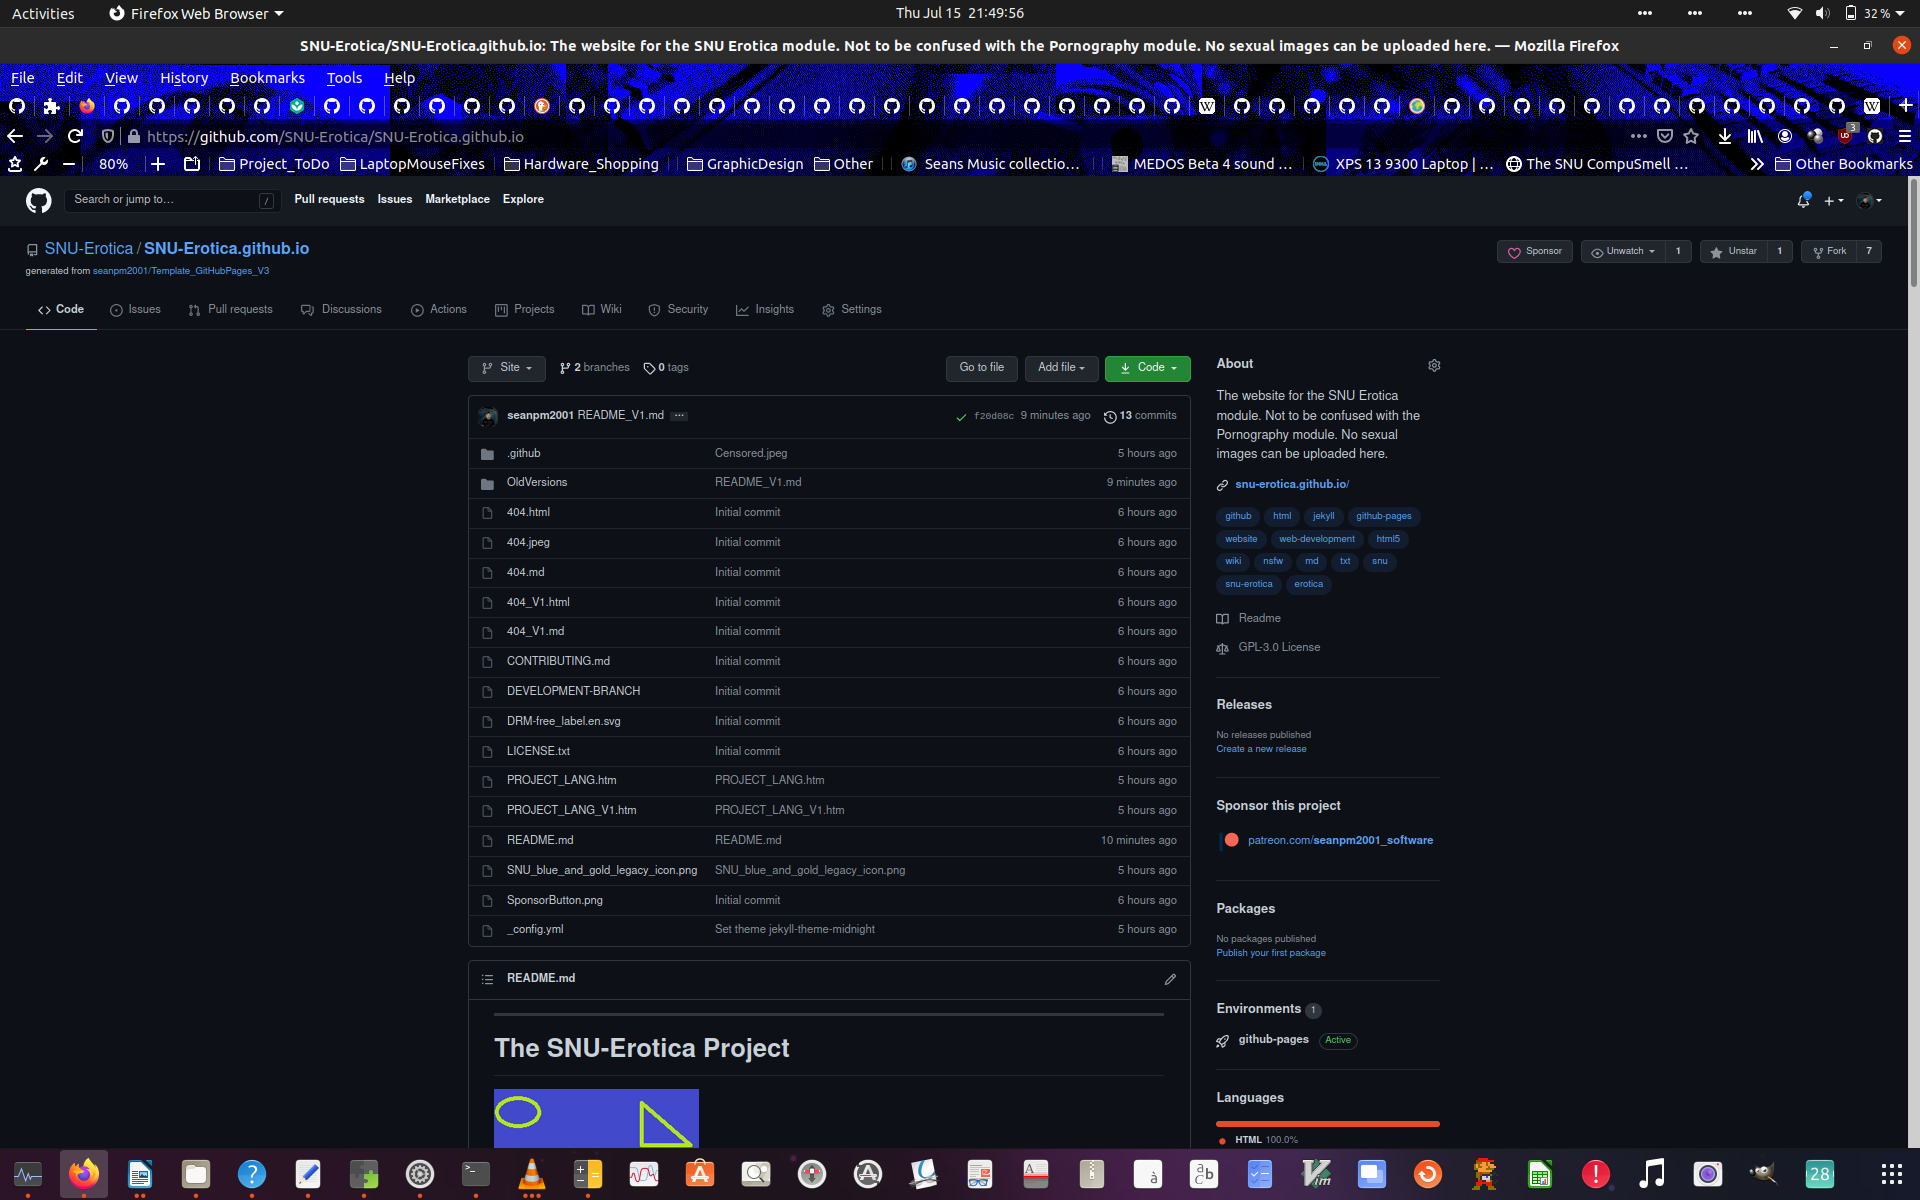 Activities Firefox Web Browser Thu Jul 15 21:49:56 32 %
SNU-Erotica/SNU-Erotica.github.io: The website for the SNU Erotica module. Not to be confused with the Pornography module. No sexual images can be uploaded here. — Mozilla Firefox
File Edit View History Bookmarks Tools Help
https://github.com/SNU-Erotica/SNU-Erotica.github.io 3
80% Project_ToDo LaptopMouseFixes Hardware_Shopping GraphicDesign Other Seans Music collectio… MEDOS Beta 4 sound … XPS 13 9300 Laptop | … The SNU CompuSmell … Other Bookmarks
Search or jump to… / Pull requests Issues Marketplace Explore
SNU-Erotica / SNU-Erotica.github.io
generated from seanpm2001/Template_GitHubPages_V3
Sponsor Unwatch 1 Unstar 1 Fork 7
Code Issues Pull requests Discussions Actions Projects Wiki Security Insights Settings
Site 2 branches 0 tags Go to file Add file Code
seanpm2001 README_V1.md ... f20d08c 9 minutes ago 13 commits
.github Censored.jpeg 5 hours ago
OldVersions README_V1.md 9 minutes ago
404.html Initial commit 6 hours ago
404.jpeg Initial commit 6 hours ago
404.md Initial commit 6 hours ago
404_V1.html Initial commit 6 hours ago
404_V1.md Initial commit 6 hours ago
CONTRIBUTING.md Initial commit 6 hours ago
DEVELOPMENT-BRANCH Initial commit 6 hours ago
DRM-free_label.en.svg Initial commit 6 hours ago
LICENSE.txt Initial commit 6 hours ago
PROJECT_LANG.htm PROJECT_LANG.htm 5 hours ago
PROJECT_LANG_V1.htm PROJECT_LANG_V1.htm 5 hours ago
README.md README.md 10 minutes ago
SNU_blue_and_gold_legacy_icon.png SNU_blue_and_gold_legacy_icon.png 5 hours ago
SponsorButton.png Initial commit 6 hours ago
_config.yml Set theme jekyll-theme-midnight 5 hours ago
README.md
The SNU-Erotica Project
About
The website for the SNU Erotica
module. Not to be confused with the
Pornography module. No sexual
images can be uploaded here.
snu-erotica.github.io/
github html jekyll github-pages
website web-development html5
wiki nsfw md txt snu
snu-erotica erotica
Readme
GPL-3.0 License
Releases
No releases published
Create a new release
Sponsor this project
patreon.com/seanpm2001_software
Packages
No packages published
Publish your first package
Environments 1
github-pages Active
Languages
HTML 100.0%
28